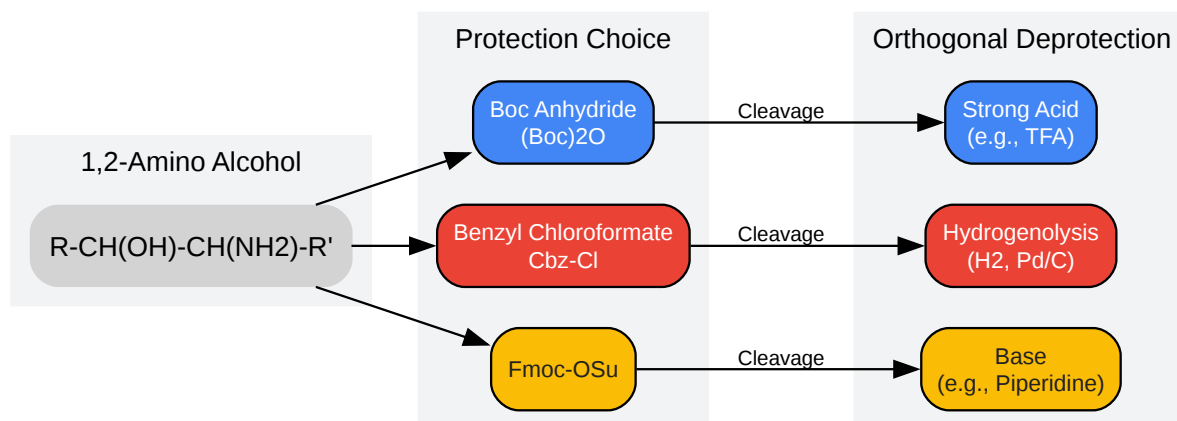 Protection Choice
Orthogonal Deprotection
Boc Anhydride
(Boc)2O
Cleavage
Strong Acid
(e.g., TFA)
1,2-Amino Alcohol
R-CH(OH)-CH(NH2)-R'
Benzyl Chloroformate
Cbz-Cl
Cleavage
Hydrogenolysis
(H2, Pd/C)
Fmoc-OSu
Cleavage
Base
(e.g., Piperidine)